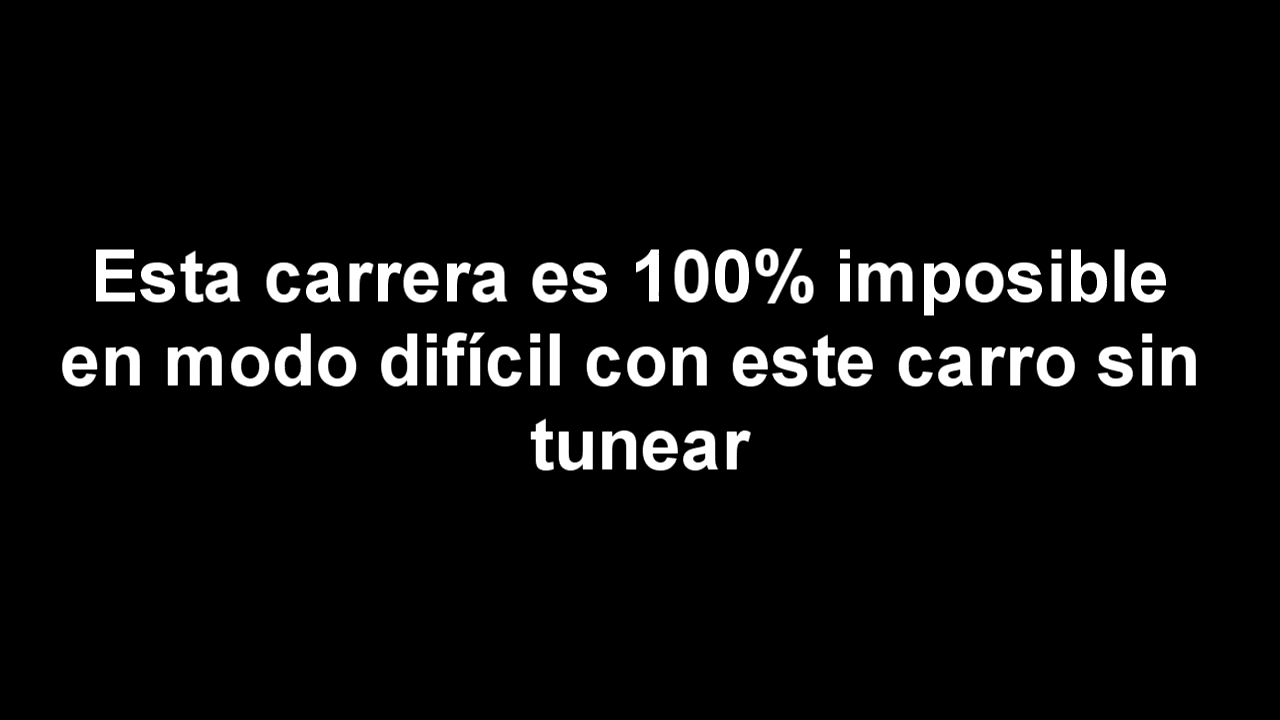 Esta carrera es 100% imposible
en modo difícil con este carro sin
tunear